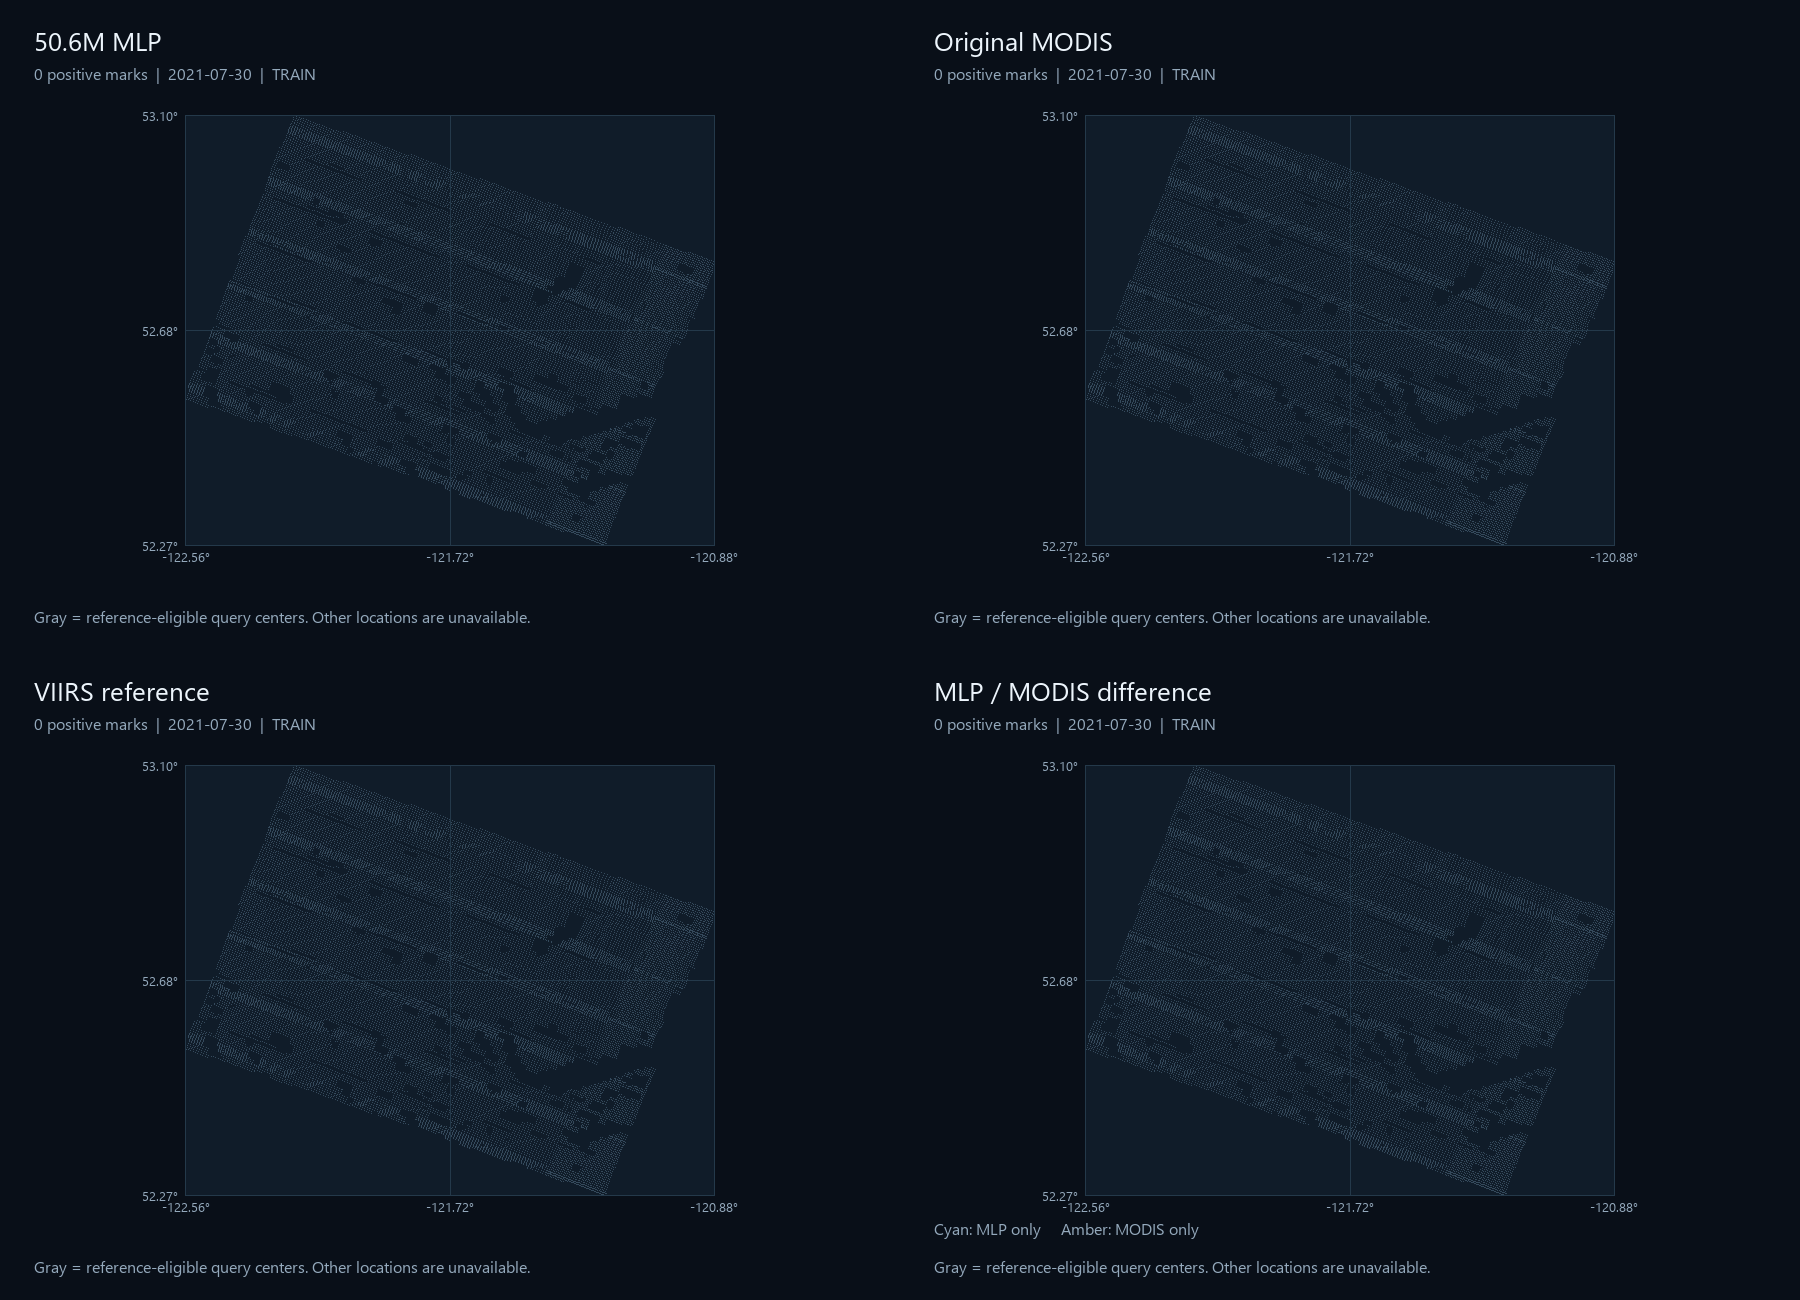 50.6M MLP
0 positive marks | 2021-07-30 | TRAIN
53.10°
52.68°
52.27°
-122.56°
-121.72°
-120.88°
Gray = reference-eligible query centers. Other locations are unavailable.
Original MODIS
0 positive marks | 2021-07-30 | TRAIN
53.10°
52.68°
52.27°
-122.56°
-121.72°
-120.88°
Gray = reference-eligible query centers. Other locations are unavailable.
VIIRS reference
0 positive marks | 2021-07-30 | TRAIN
53.10°
52.68°
52.27°
-122.56°
-121.72°
-120.88°
Gray = reference-eligible query centers. Other locations are unavailable.
MLP / MODIS difference
0 positive marks | 2021-07-30 | TRAIN
53.10°
52.68°
52.27°
-122.56°
-121.72°
-120.88°
Cyan: MLP only Amber: MODIS only
Gray = reference-eligible query centers. Other locations are unavailable.